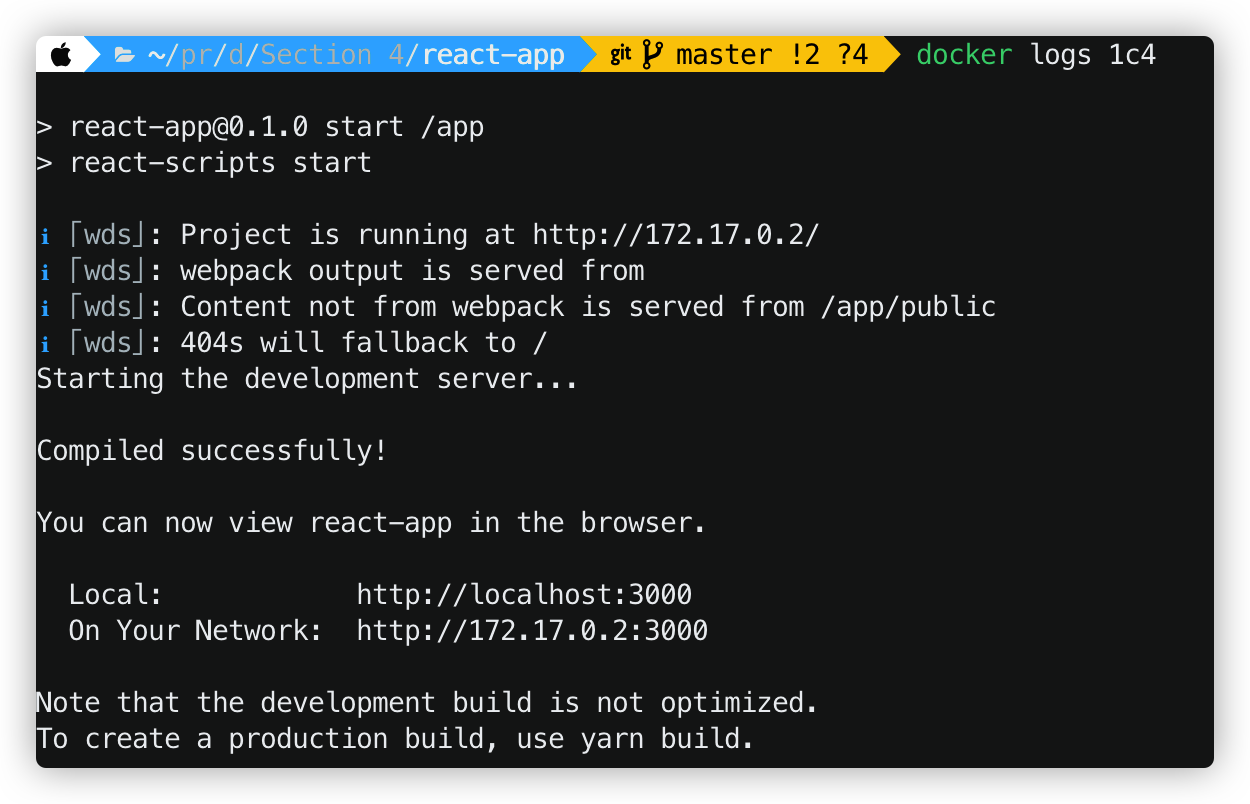 ~/pr/d/Section 4/react-app git master !2 ?4 docker logs 1c4
> react-app@0.1.0 start /app
> react-scripts start
ℹ ｢wds｣: Project is running at http://172.17.0.2/
ℹ ｢wds｣: webpack output is served from
ℹ ｢wds｣: Content not from webpack is served from /app/public
ℹ ｢wds｣: 404s will fallback to /
Starting the development server...
Compiled successfully!
You can now view react-app in the browser.
Local: http://localhost:3000
On Your Network: http://172.17.0.2:3000
Note that the development build is not optimized.
To create a production build, use yarn build.